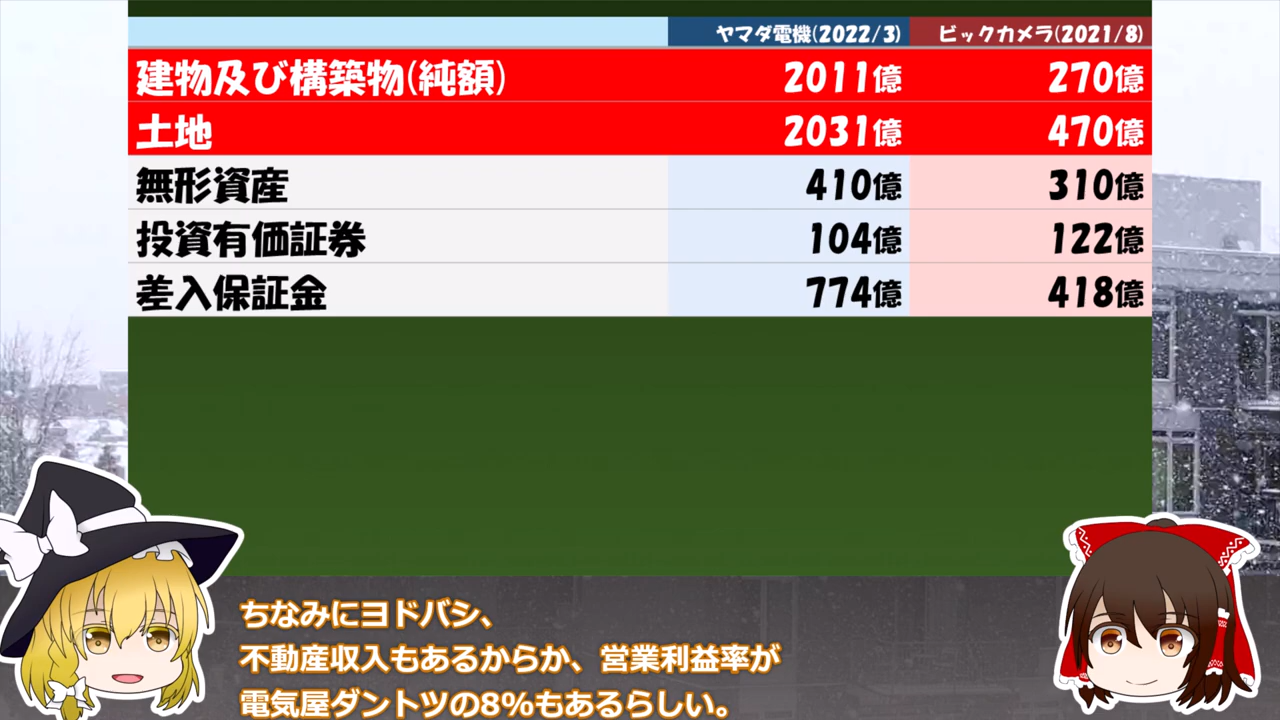 ヤマダ電機(2022/3) ビックカメラ(2021/8)
建物及び構築物(純額) 2011億 270億
土地 2031億 470億
無形資産 410億 310億
投資有価証券 104億 122億
差入保証金 774億 418億
ちなみにヨドバシ、
不動産収入もあるからか、営業利益率が
電気屋ダントツの8%もあるらしい。